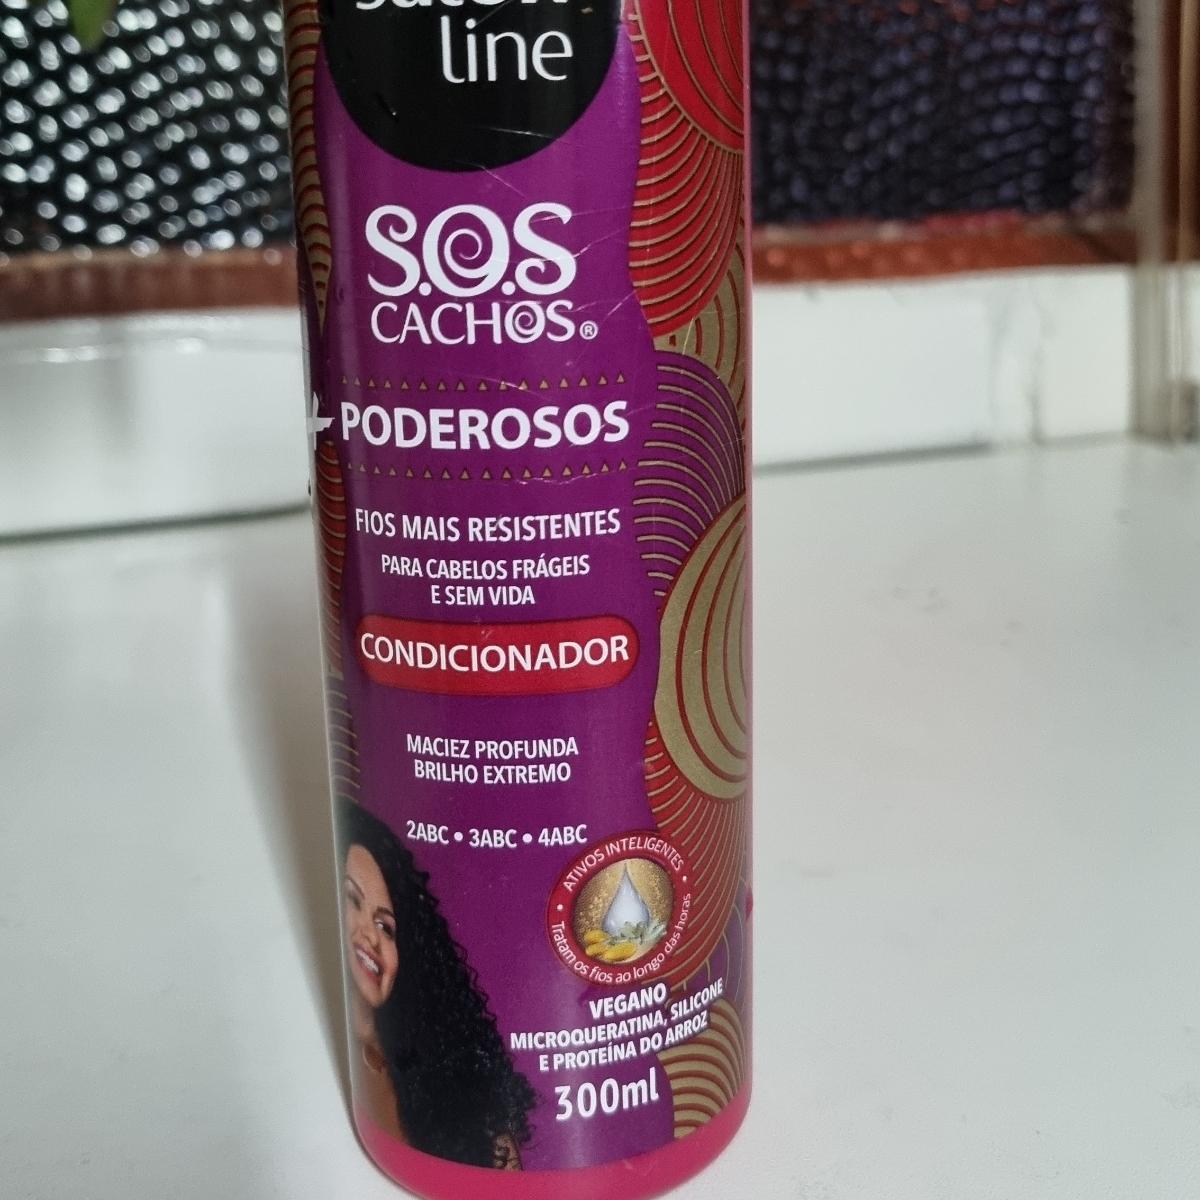 salon
line
S.O.S
CACHOS®
+ PODEROSOS
FIOS MAIS RESISTENTES
PARA CABELOS FRÁGEIS
E SEM VIDA
CONDICIONADOR
MACIEZ PROFUNDA
BRILHO EXTREMO
2ABC • 3ABC • 4ABC
• ATIVOS INTELIGENTES •
Tratam os fios ao longo das horas
VEGANO
MICROQUERATINA, SILICONE
E PROTEÍNA DO ARROZ
300ml